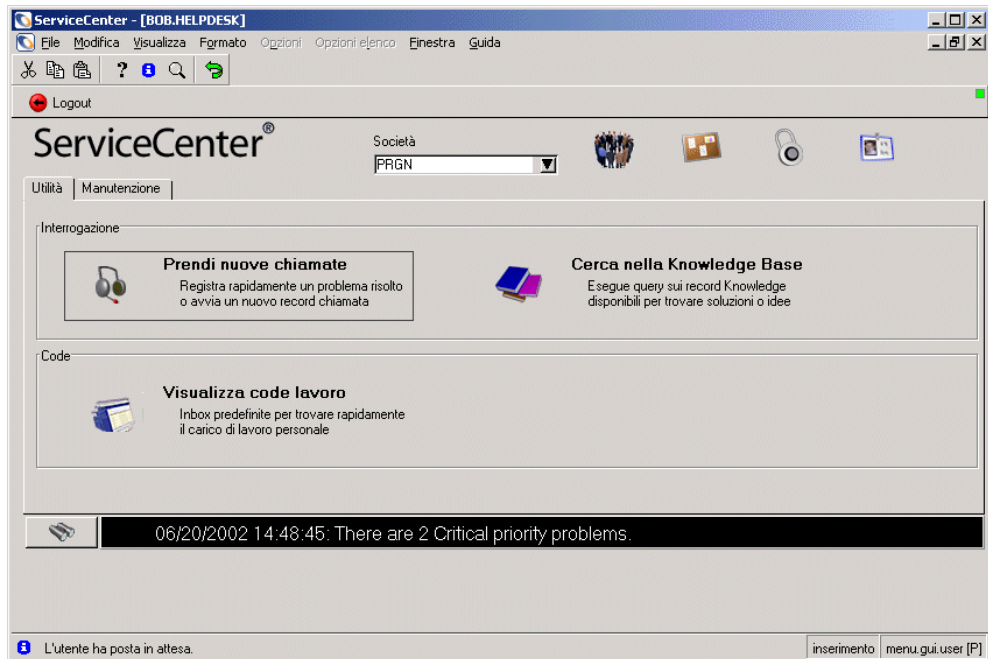 ServiceCenter - [BOB.HELPDESK]
File Modifica Visualizza Formato Opzioni Opzioni elenco Finestra Guida
Logout
ServiceCenter®
Società
PRGN
Utilità Manutenzione
Interrogazione
Prendi nuove chiamate
Registra rapidamente un problema risolto
o avvia un nuovo record chiamata
Cerca nella Knowledge Base
Esegue query sui record Knowledge
disponibili per trovare soluzioni o idee
Code
Visualizza code lavoro
Inbox predefinite per trovare rapidamente
il carico di lavoro personale
06/20/2002 14:48:45: There are 2 Critical priority problems.
L'utente ha posta in attesa.
inserimento menu.gui.user [P]